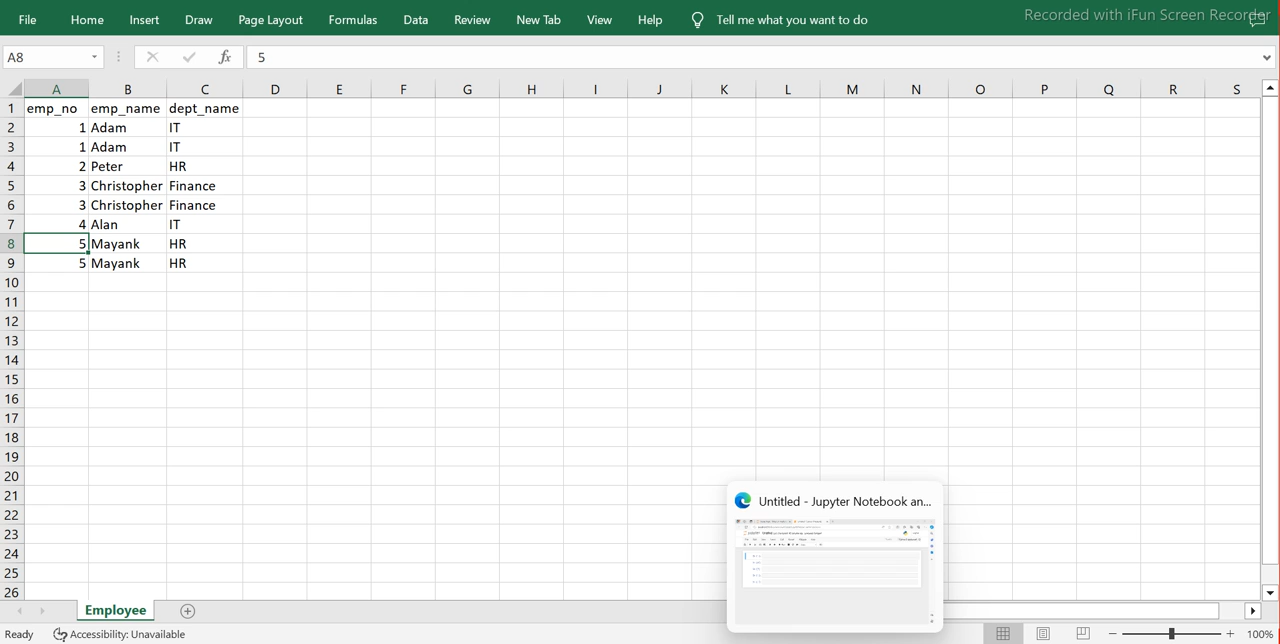 File Home Insert Draw Page Layout Formulas Data Review New Tab View Help Tell me what you want to do Recorded with iFun Screen Recorder
A8 fx 5
A B C D E F G H I J K L M N O P Q R S
1 emp_no emp_name dept_name
2 1 Adam IT
3 1 Adam IT
4 2 Peter HR
5 3 Christopher Finance
6 3 Christopher Finance
7 4 Alan IT
8 5 Mayank HR
9 5 Mayank HR
10
11
12
13
14
15
16
17
18
19
20
21
22
23
24
25
26
Untitled - Jupyter Notebook an...
Employee
Ready Accessibility: Unavailable 100%